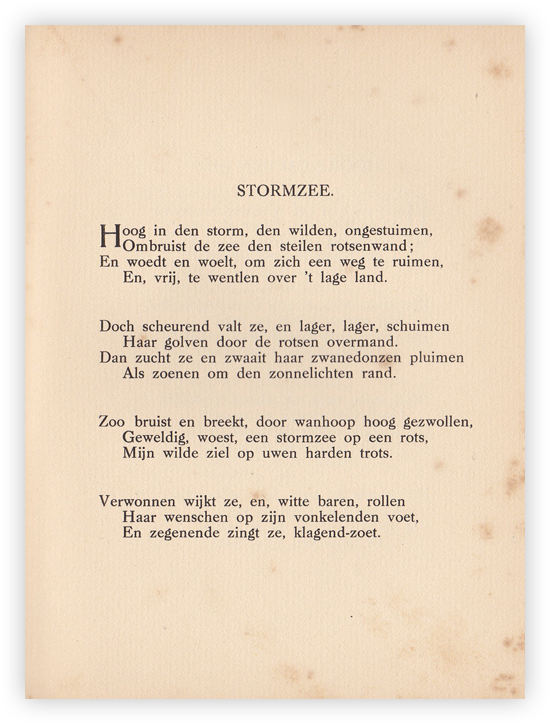 STORMZEE.
Hoog in den storm, den wilden, ongestuimen,
Ombruist de zee den steilen rotsenwand;
En woedt en woelt, om zich een weg te ruimen,
En, vrij, te wentlen over 't lage land.
Doch scheurend valt ze, en lager, lager, schuimen
Haar golven door de rotsen overmand.
Dan zucht ze en zwaait haar zwanedonzen pluimen
Als zoenen om den zonnelichten rand.
Zoo bruist en breekt, door wanhoop hoog gezwollen,
Geweldig, woest, een stormzee op een rots,
Mijn wilde ziel op uwen harden trots.
Verwonnen wijkt ze, en, witte baren, rollen
Haar wenschen op zijn vonkelenden voet,
En zegenende zingt ze, klagend-zoet.